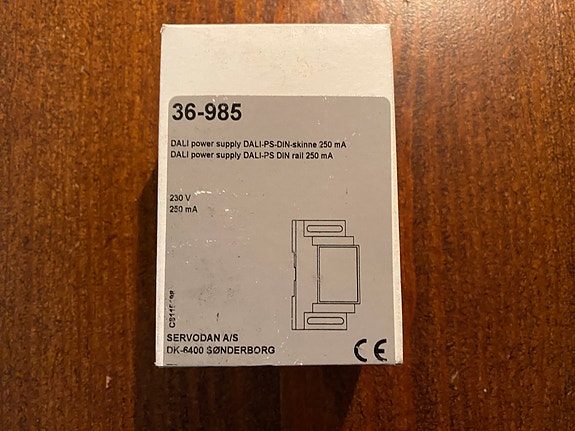 36-985
DALI power supply DALI-PS-DIN-skinne 250 mA
DALI power supply DALI-PS DIN rail 250 mA
230 V
250 mA
SERVODAN A/S
DK-6400 SØNDERBORG
CE